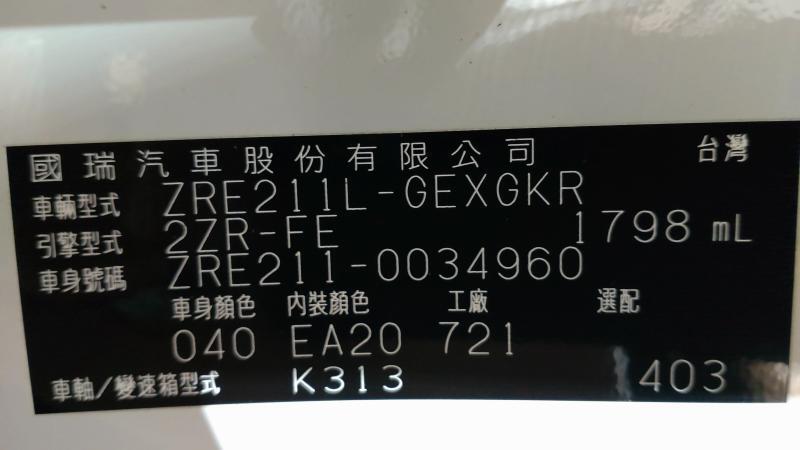 國瑞汽車股份有限公司 台灣
車輛型式 ZRE211L-GEXGKR
引擎型式 2ZR-FE 1798 mL
車身號碼 ZRE211-0034960
車身顏色 內裝顏色 工廠 選配
040 EA20 721
車軸/變速箱型式 K313 403